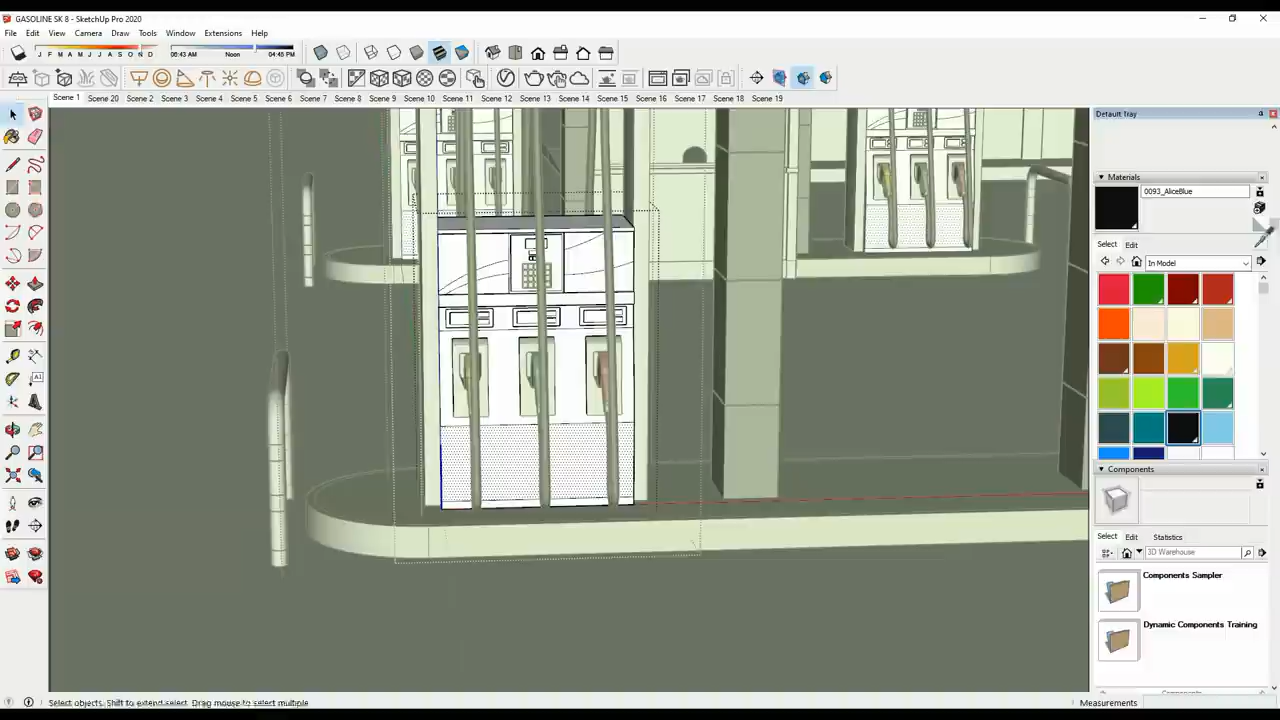 GASOLINE SK 8 - SketchUp Pro 2020
File Edit View Camera Draw Tools Window Extensions Help
J F M A M J J A S O N D 06:43 AM Noon 04:45 PM
Scene 1 Scene 20 Scene 2 Scene 3 Scene 4 Scene 5 Scene 6 Scene 7 Scene 8 Scene 9 Scene 10 Scene 11 Scene 12 Scene 13 Scene 14 Scene 15 Scene 16 Scene 17 Scene 18 Scene 19
Default Tray
Materials
0093_AliceBlue
Select Edit
In Model
Components
Select Edit Statistics
3D Warehouse
Components Sampler
Dynamic Components Training
Select objects. Shift to extend select. Drag mouse to select multiple
Measurements